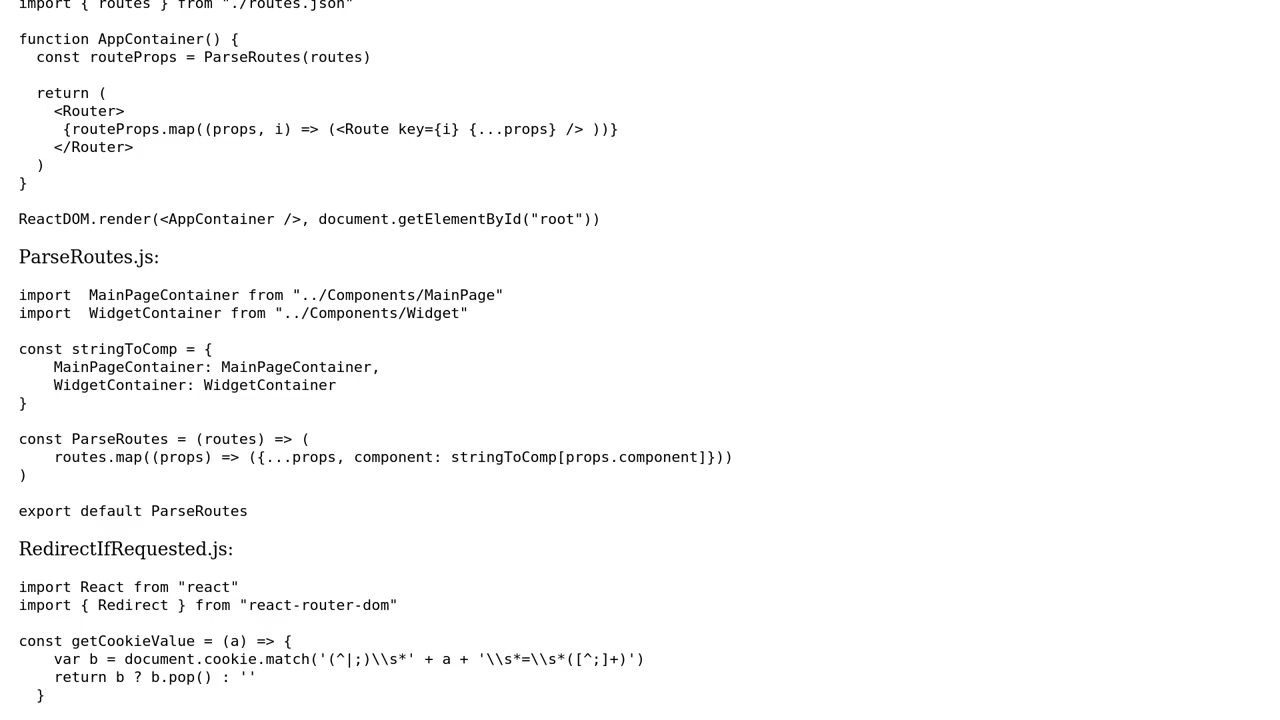 import { routes } from "./routes.json"

function AppContainer() {
  const routeProps = ParseRoutes(routes)

  return (
    <Router>
     {routeProps.map((props, i) => (<Route key={i} {...props} /> ))}
    </Router>
  )
}

ReactDOM.render(<AppContainer />, document.getElementById("root"))
ParseRoutes.js:
import  MainPageContainer from "../Components/MainPage"
import  WidgetContainer from "../Components/Widget"

const stringToComp = {
    MainPageContainer: MainPageContainer,
    WidgetContainer: WidgetContainer
}

const ParseRoutes = (routes) => (
    routes.map((props) => ({...props, component: stringToComp[props.component]}))
)

export default ParseRoutes
RedirectIfRequested.js:
import React from "react"
import { Redirect } from "react-router-dom"

const getCookieValue = (a) => {
    var b = document.cookie.match('(^|;)\\s*' + a + '\\s*=\\s*([^;]+)')
    return b ? b.pop() : ''
  }